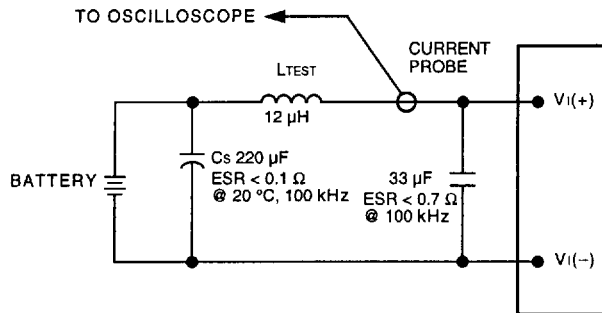 TO OSCILLOSCOPE
CURRENT
PROBE
LTEST
12 µH
VI(+)
CS 220 µF
ESR < 0.1 Ω
@ 20 °C, 100 kHz
33 µF
ESR < 0.7 Ω
@ 100 kHz
BATTERY
VI(–)